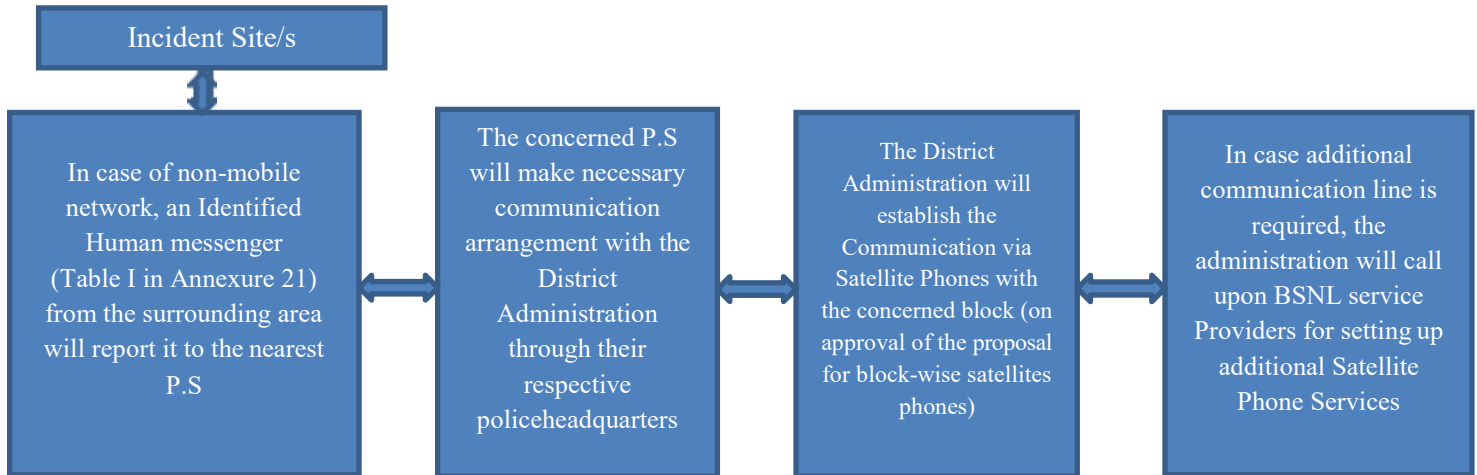 Incident Site/s
In case of non-mobile
network, an Identified
Human messenger
(Table I in Annexure 21)
from the surrounding area
will report it to the nearest
P.S
The concerned P.S
will make necessary
communication
arrangement with the
District
Administration
through their
respective
policeheadquarters
The District
Administration will
establish the
Communication via
Satellite Phones with
the concerned block (on
approval of the proposal
for block-wise satellites
phones)
In case additional
communication line is
required, the
administration will call
upon BSNL service
Providers for setting up
additional Satellite
Phone Services